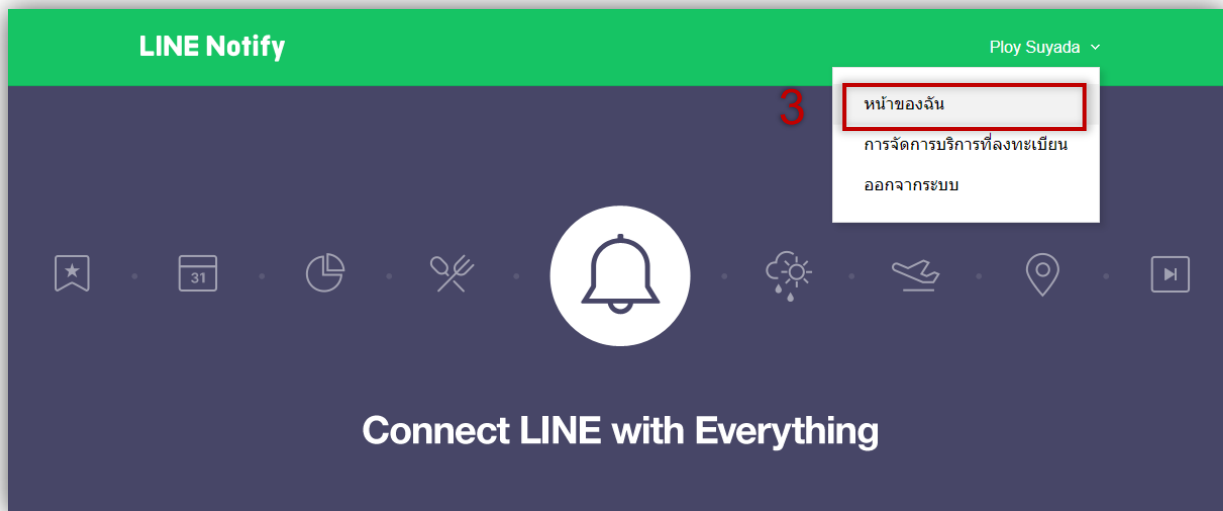 LINE Notify
Ploy Suyada
3
หน้าของฉัน
การจัดการบริการที่ลงทะเบียน
ออกจากระบบ
31
Connect LINE with Everything